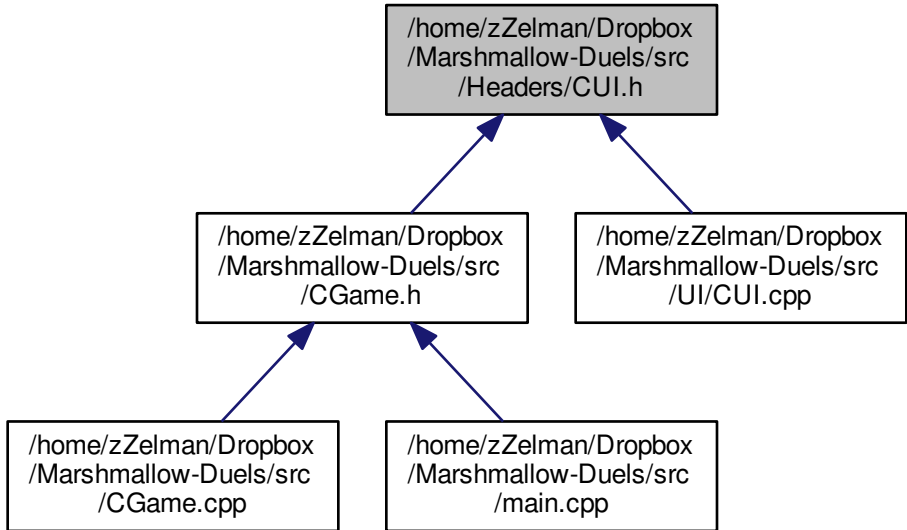 /home/zZelman/Dropbox
/Marshmallow-Duels/src
/Headers/CUI.h
/home/zZelman/Dropbox
/Marshmallow-Duels/src
/CGame.h
/home/zZelman/Dropbox
/Marshmallow-Duels/src
/UI/CUI.cpp
/home/zZelman/Dropbox
/Marshmallow-Duels/src
/CGame.cpp
/home/zZelman/Dropbox
/Marshmallow-Duels/src
/main.cpp